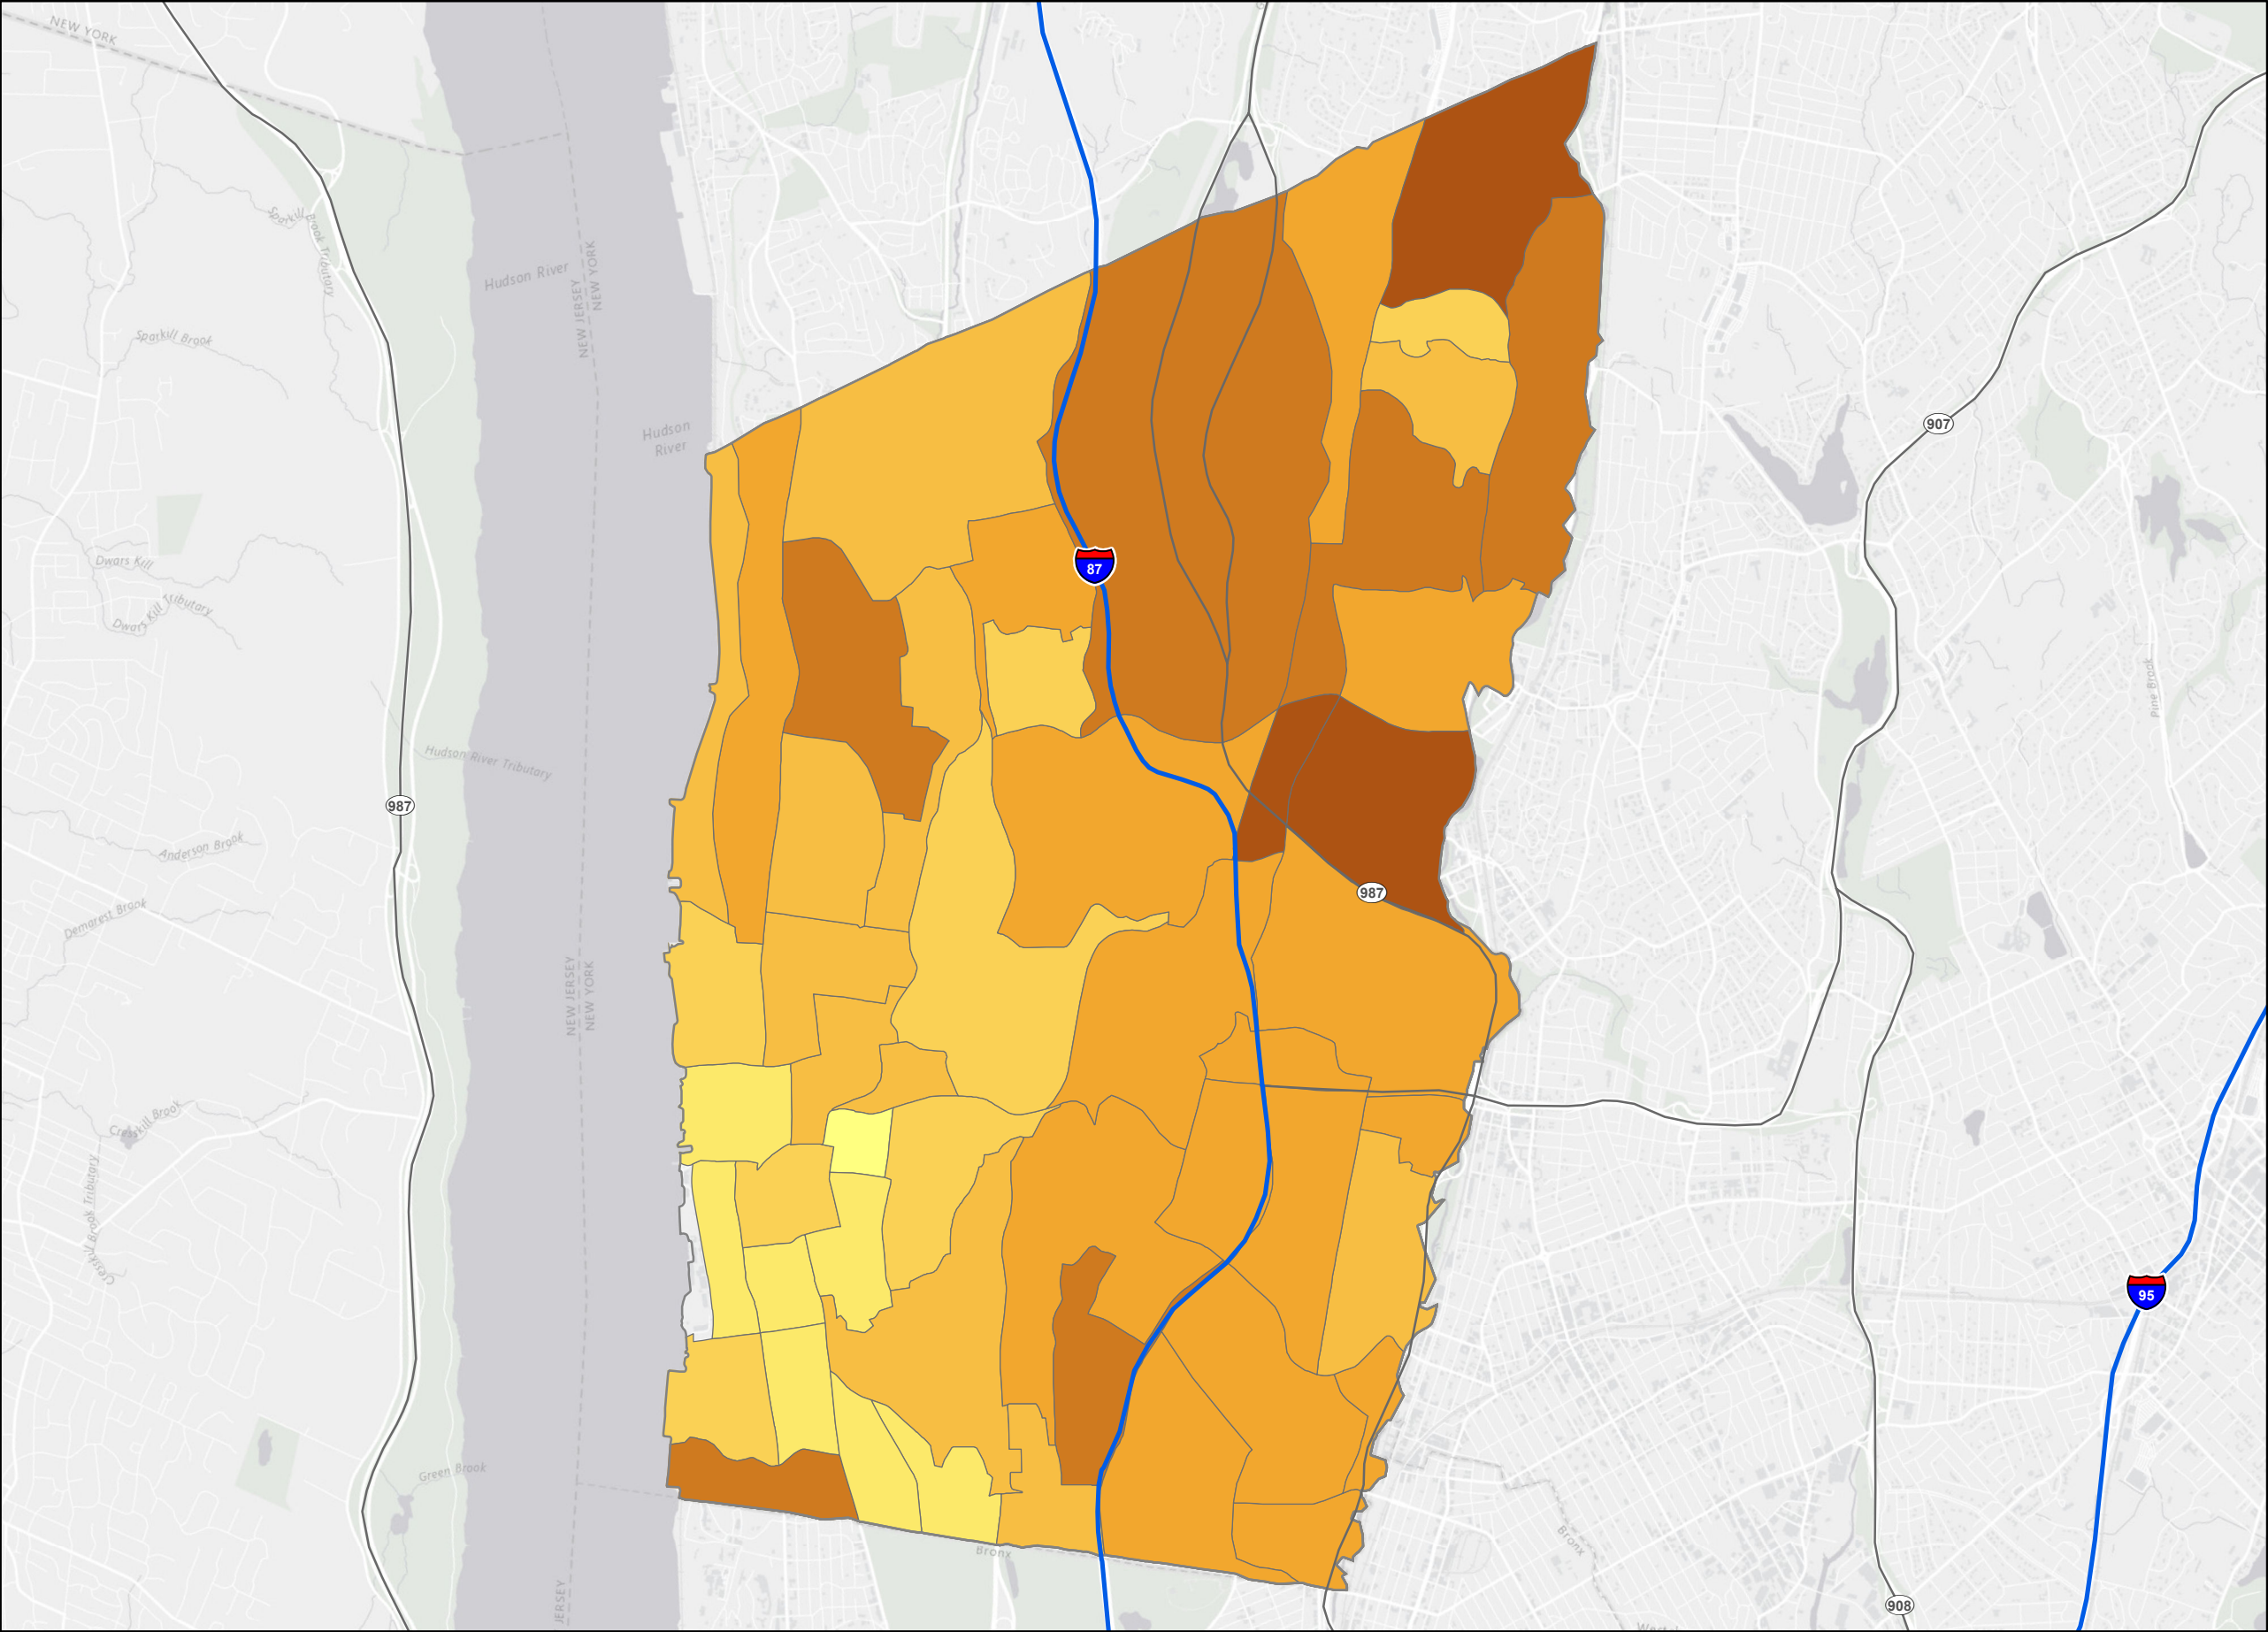 NEW YORK
Sparkill
Brook Tributary
Hudson River
NEW JERSEY
NEW YORK
Sparkill Brook
Hudson
River
907
Dwars Kill
Dwars Kill Tributary
87
Pine Brook
Hudson River Tributary
987
Anderson Brook
987
Demarest Brook
NEW JERSEY
NEW YORK
Cresskill Brook
Cresskill Brook Tributary
95
Green Brook
Bronx
Bronx
JERSEY
908